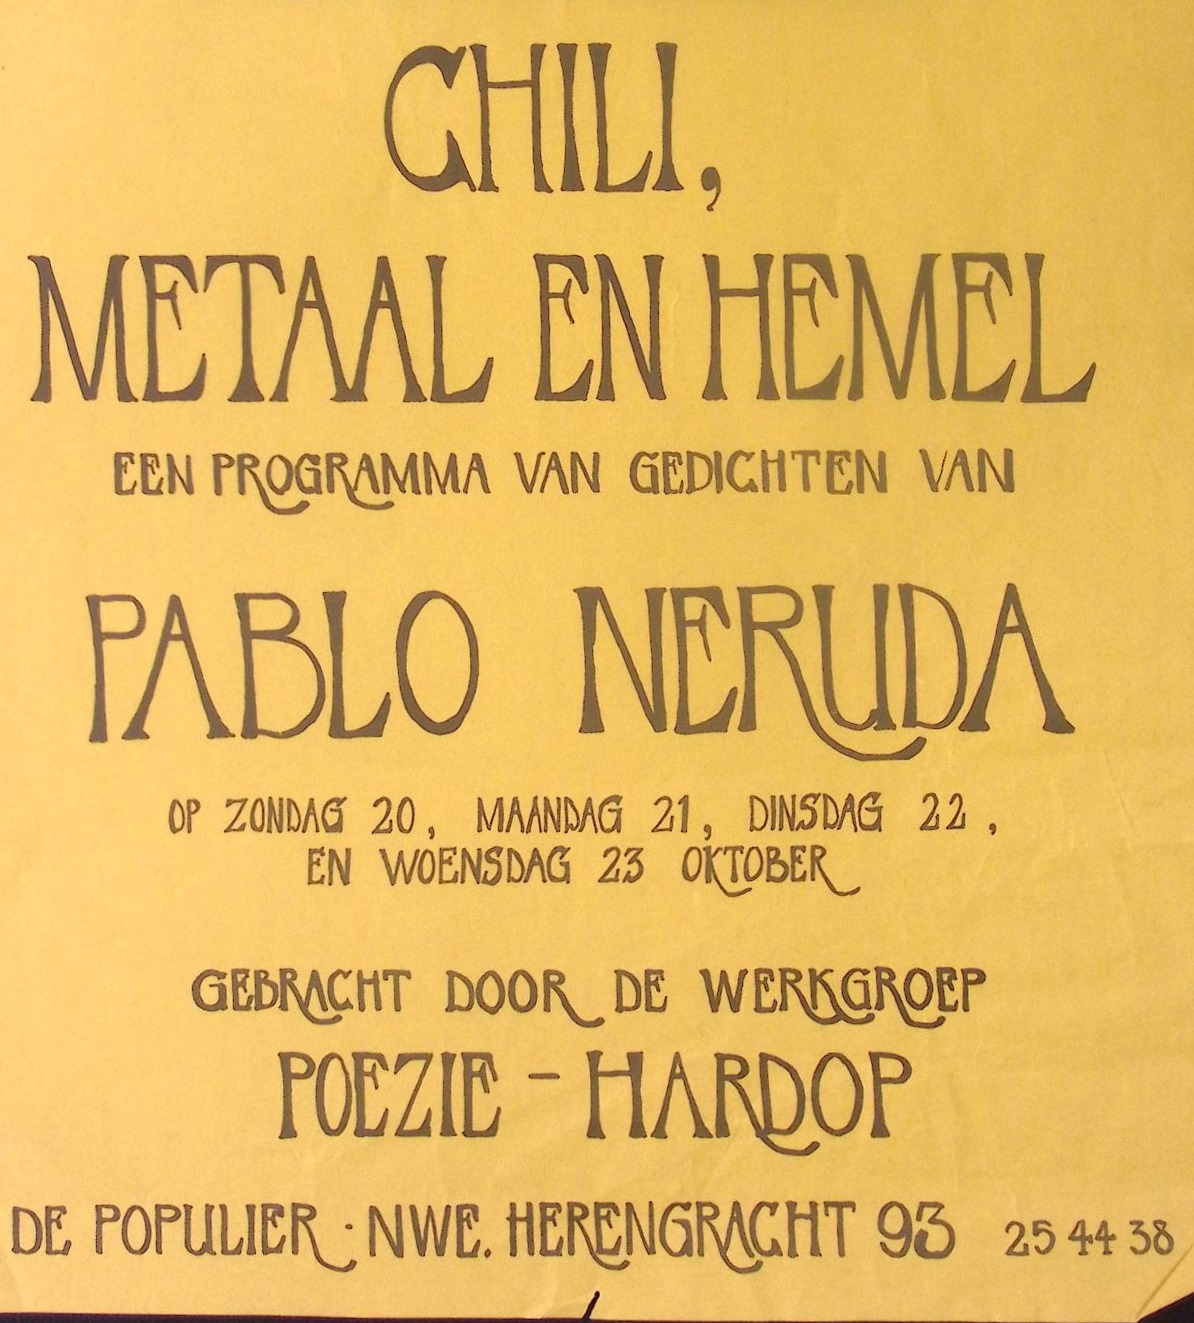 CHILI,
METAAL EN HEMEL
EEN PROGRAMMA VAN GEDICHTEN VAN
PABLO NERUDA
OP ZONDAG 20, MAANDAG 21, DINSDAG 22,
EN WOENSDAG 23 OKTOBER
GEBRACHT DOOR DE WERKGROEP
POEZIE - HARDOP
DE POPULIER · NWE. HERENGRACHT 93 25 44 38